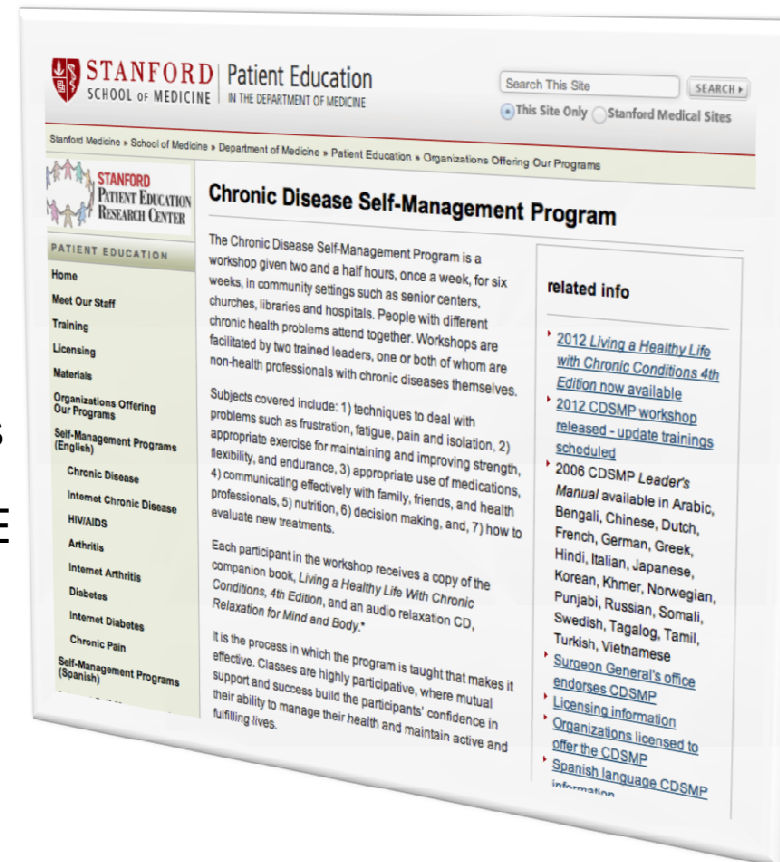 STANFORD
SCHOOL OF MEDICINE
Patient Education
IN THE DEPARTMENT OF MEDICINE
Search This Site
SEARCH
This Site Only
Stanford Medical Sites
Stanford Medicine » School of Medicine » Department of Medicine » Patient Education » Organizations Offering Our Programs
STANFORD
PATIENT EDUCATION
RESEARCH CENTER
PATIENT EDUCATION
Home
Meet Our Staff
Training
Licensing
Materials
Organizations Offering
Our Programs
Self-Management Programs
(English)
Chronic Disease
Internet Chronic Disease
HIV/AIDS
Arthritis
Internet Arthritis
Diabetes
Internet Diabetes
Chronic Pain
Self-Management Programs
(Spanish)
Chronic Disease Self-Management Program
The Chronic Disease Self-Management Program is a
workshop given two and a half hours, once a week, for six
weeks, in community settings such as senior centers,
churches, libraries and hospitals. People with different
chronic health problems attend together. Workshops are
facilitated by two trained leaders, one or both of whom are
non-health professionals with chronic diseases themselves.
Subjects covered include: 1) techniques to deal with
problems such as frustration, fatigue, pain and isolation, 2)
appropriate exercise for maintaining and improving strength,
flexibility, and endurance, 3) appropriate use of medications,
4) communicating effectively with family, friends, and health
professionals, 5) nutrition, 6) decision making, and, 7) how to
evaluate new treatments.
Each participant in the workshop receives a copy of the
companion book, Living a Healthy Life With Chronic
Conditions, 4th Edition, and an audio relaxation CD,
Relaxation for Mind and Body.*
It is the process in which the program is taught that makes it
effective. Classes are highly participative, where mutual
support and success build the participants' confidence in
their ability to manage their health and maintain active and
fulfilling lives.
related info
2012 Living a Healthy Life
with Chronic Conditions 4th
Edition now available
2012 CDSMP workshop
released - update trainings
scheduled
2006 CDSMP Leader's
Manual available in Arabic,
Bengali, Chinese, Dutch,
French, German, Greek,
Hindi, Italian, Japanese,
Korean, Khmer, Norwegian,
Punjabi, Russian, Somali,
Swedish, Tagalog, Tamil,
Turkish, Vietnamese
Surgeon General's office
endorses CDSMP
Licensing information
Organizations licensed to
offer the CDSMP
Spanish language CDSMP
information
s
E